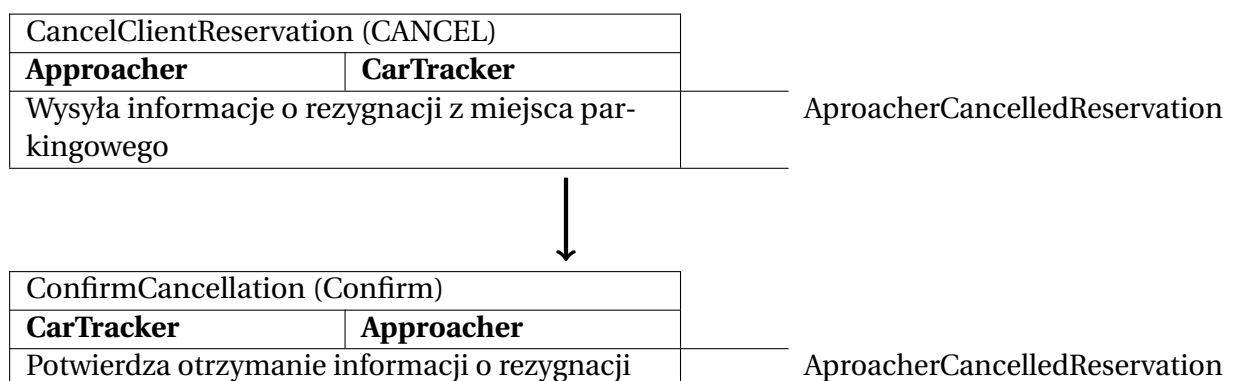 CancelClientReservation (CANCEL)
Approacher CarTracker
Wysyła informacje o rezygnacji z miejsca par- AproacherCancelledReservation
kingowego
ConfirmCancellation (Confirm)
CarTracker Approacher
Potwierdza otrzymanie informacji o rezygnacji AproacherCancelledReservation